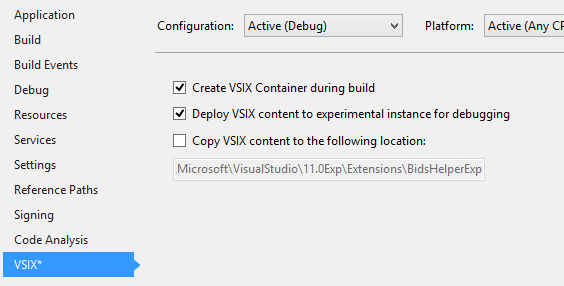 Application
Build
Build Events
Debug
Resources
Services
Settings
Reference Paths
Signing
Code Analysis
VSIX*
Configuration: Active (Debug) Platform: Active (Any CP
Create VSIX Container during build
Deploy VSIX content to experimental instance for debugging
Copy VSIX content to the following location:
.Microsoft\VisualStudio\11.0Exp\Extensions\BidsHelperExp